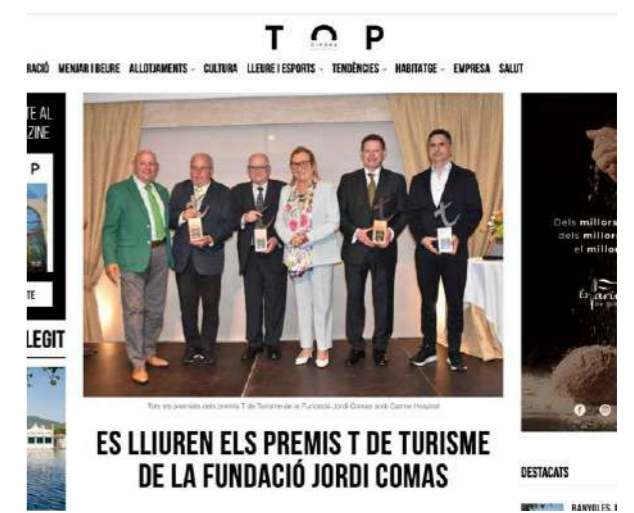 TOP
GIRONA
RACIÓ MENJAR I BEURE ALLOTJAMENTS CULTURA LLEURE I ESPORTS TENDÈNCIES HABITATGE EMPRESA SALUT
TE AL
ZINE
P
TE
LEGIT
Dels millors
dels millor
el millo
Tots els premiats dels premis T de Turisme de la Fundació Jordi Comas amb Carme Hospital
ES LLIUREN ELS PREMIS T DE TURISME
DE LA FUNDACIÓ JORDI COMAS
DESTACATS
BANYOLES,